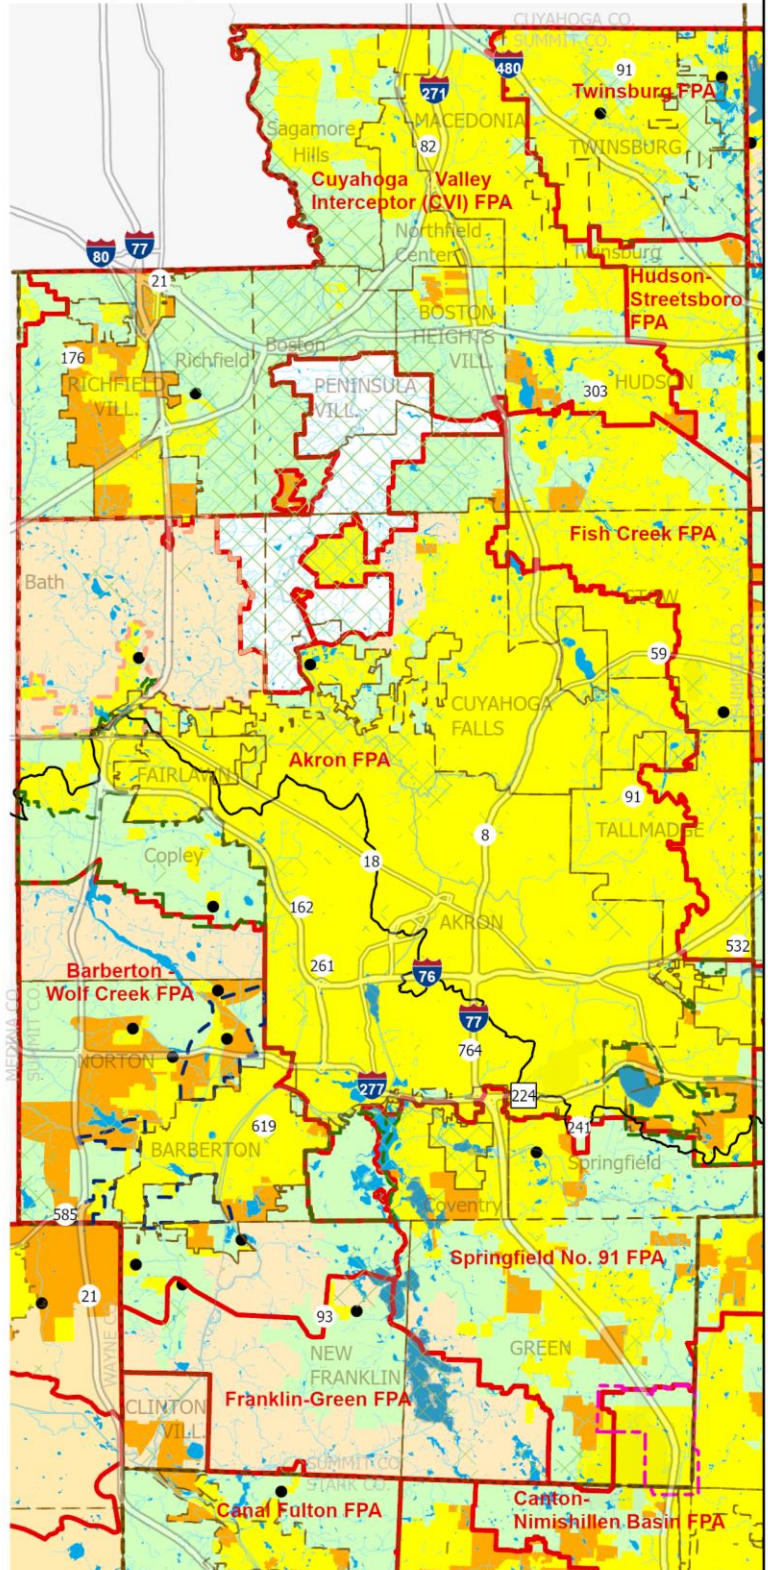 CUYAHOGA CO.
SUMMIT CO.
480
91
Twinsburg FPA
271
MACEDONIA
Sagamore
Hills
82
TWINSBURG
Cuyahoga Valley
Interceptor (CVI) FPA
Northfield
Center
Twinsburg
80
77
21
Hudson-
Streetsboro
FPA
BOSTON
HEIGHTS
VILL.
Boston
Richfield
176
RICHFIELD
VILL.
PENINSULA
VILL.
303
HUDSON
Fish Creek FPA
Bath
STOW
59
CUYAHOGA
FALLS
SUMMIT CO.
Akron FPA
FAIRLAWN
91
TALLMADGE
8
Copley
18
162
AKRON
532
261
76
Barberton -
Wolf Creek FPA
MEDINA CO.
SUMMIT CO.
77
764
NORTON
277
224
619
241
BARBERTON
Springfield
Coventry
585
Springfield No. 91 FPA
21
93
GREEN
NEW
FRANKLIN
WAYNE CO.
Franklin-Green FPA
CLINTON
VILL.
SUMMIT CO.
STARK CO.
Canal Fulton FPA
Canton-
Nimishillen Basin FPA